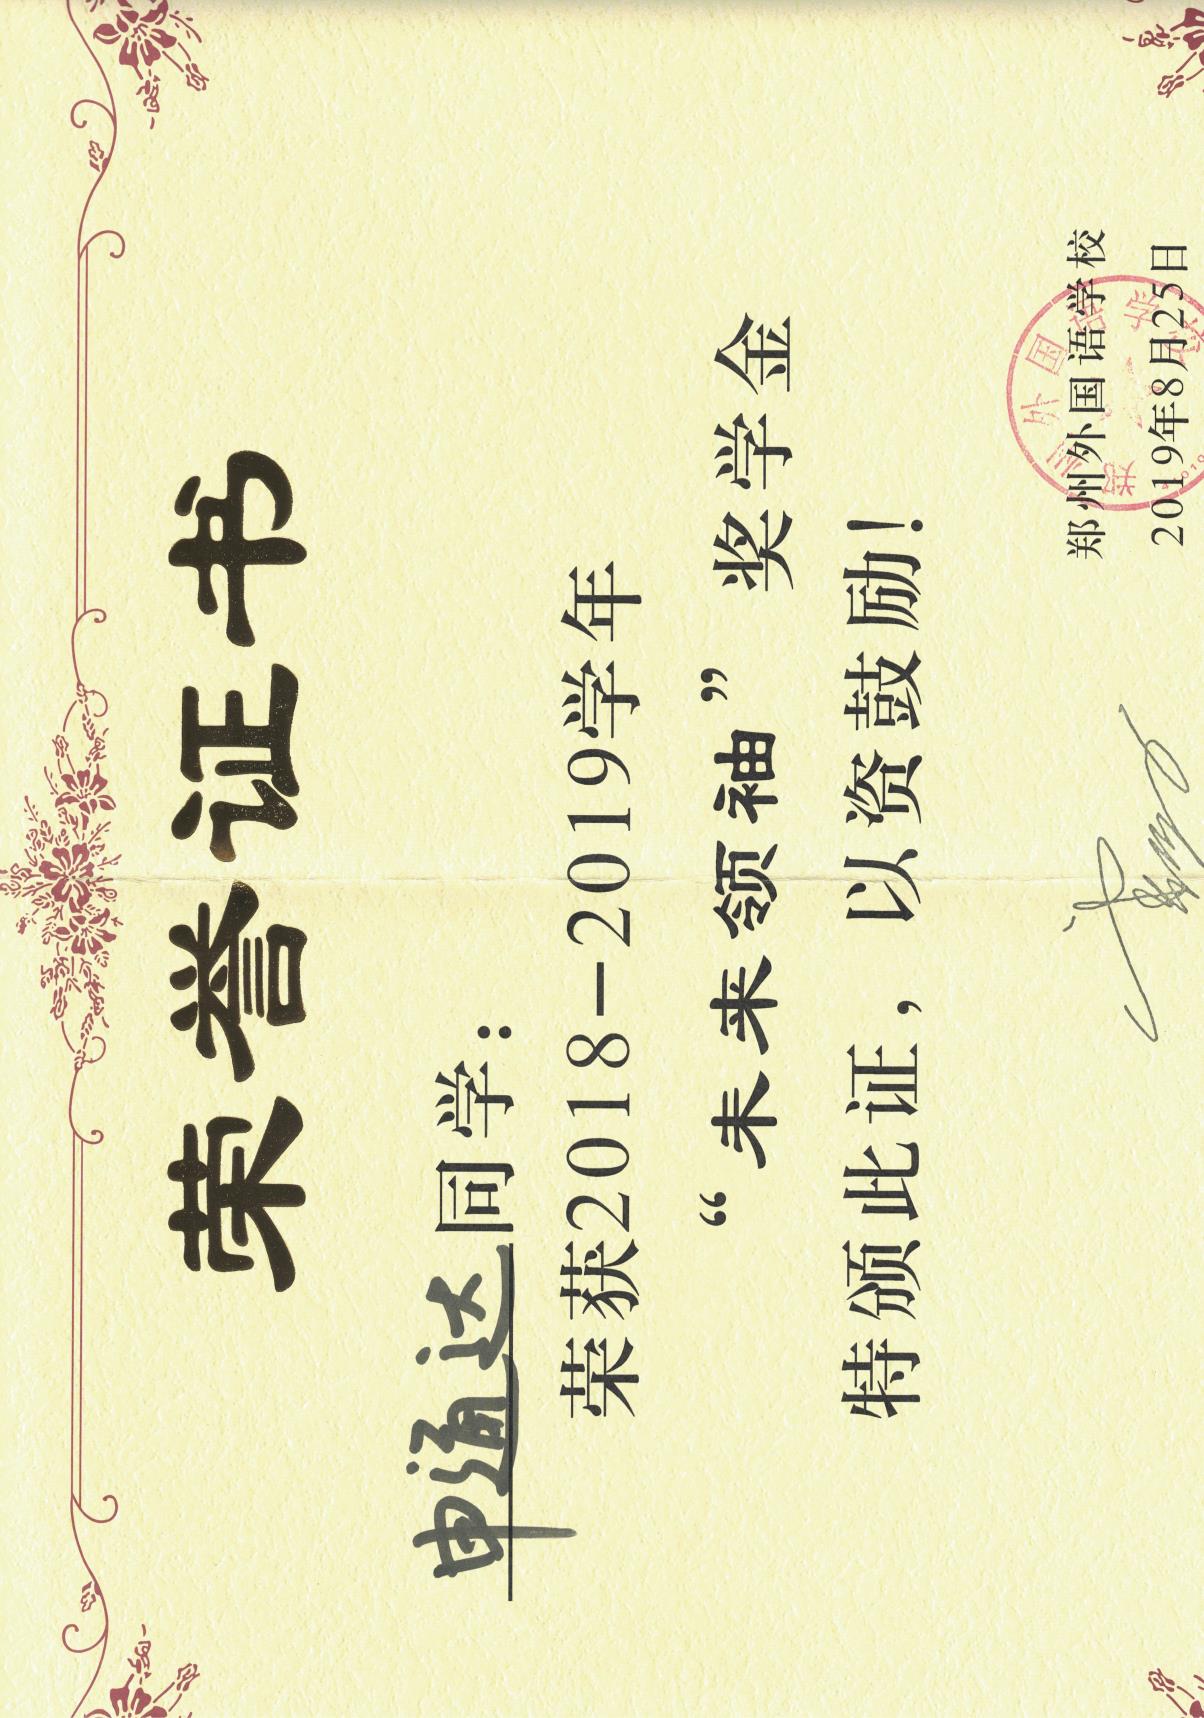 荣誉证书
申通达同学：
荣获2018-2019学年
“未来领袖”奖学金
特颁此证，以资鼓励！
郑州外国语学校
2019年8月25日
郑州外国语学